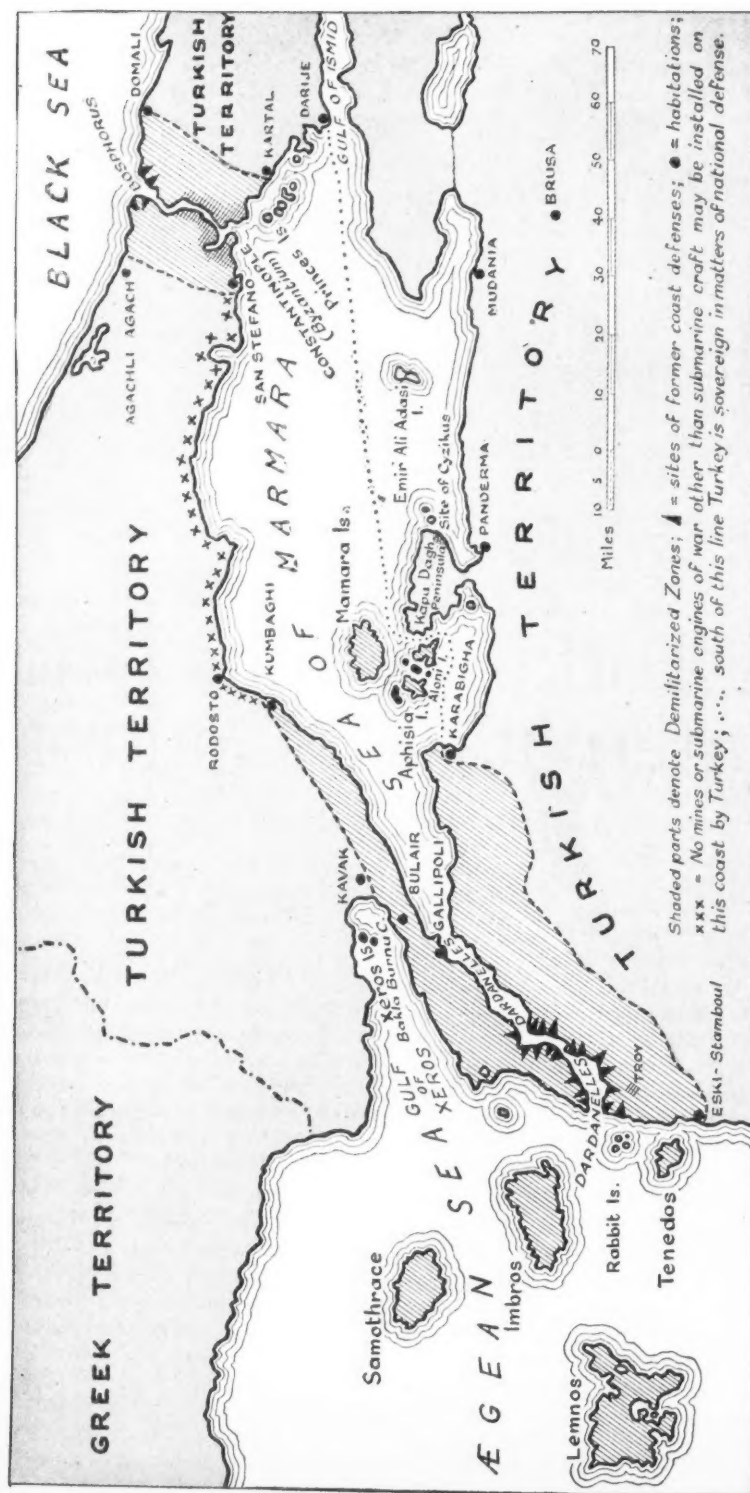 BLACK SEA
BOSPHORUS
DOMALI
AGACHLI AGACH
TURKISH
TERRITORY
KARTAL
DARIJE
GULF OF ISMID
GREEK TERRITORY
TURKISH TERRITORY
RODOSTO
KUMBAGHI
SAN STEFANO
CONSTANTINOPLE
(Byzantium)
Princes Is.
SEA OF MARMARA
Mamara Is.
Emir Ali Adasi
I.
Aphisia
I.
Aloni I.
Kapu Dagh
Peninsula
Site of Cyzikus
MUDANIA
BRUSA
PANDERMA
KARABIGHA
KAVAK
Xeros Is.
Bakla Burnu C.
BULAIR
GALLIPOLI
GULF
OF
XEROS
DARDANELLES
DARDANELLES
TROY
ESKI-Stamboul
ÆGEAN SEA
Samothrace
Imbros
Rabbit Is.
Tenedos
Lemnos
TURKISH TERRITORY
Miles
10 5 0 10 20 30 40 50 60 70
Shaded parts denote Demilitarized Zones; ▲ = sites of former coast defenses; ● = habitations;
xxx = No mines or submarine engines of war other than submarine craft may be installed on
this coast by Turkey; ..... south of this line Turkey is sovereign in matters of national defense.